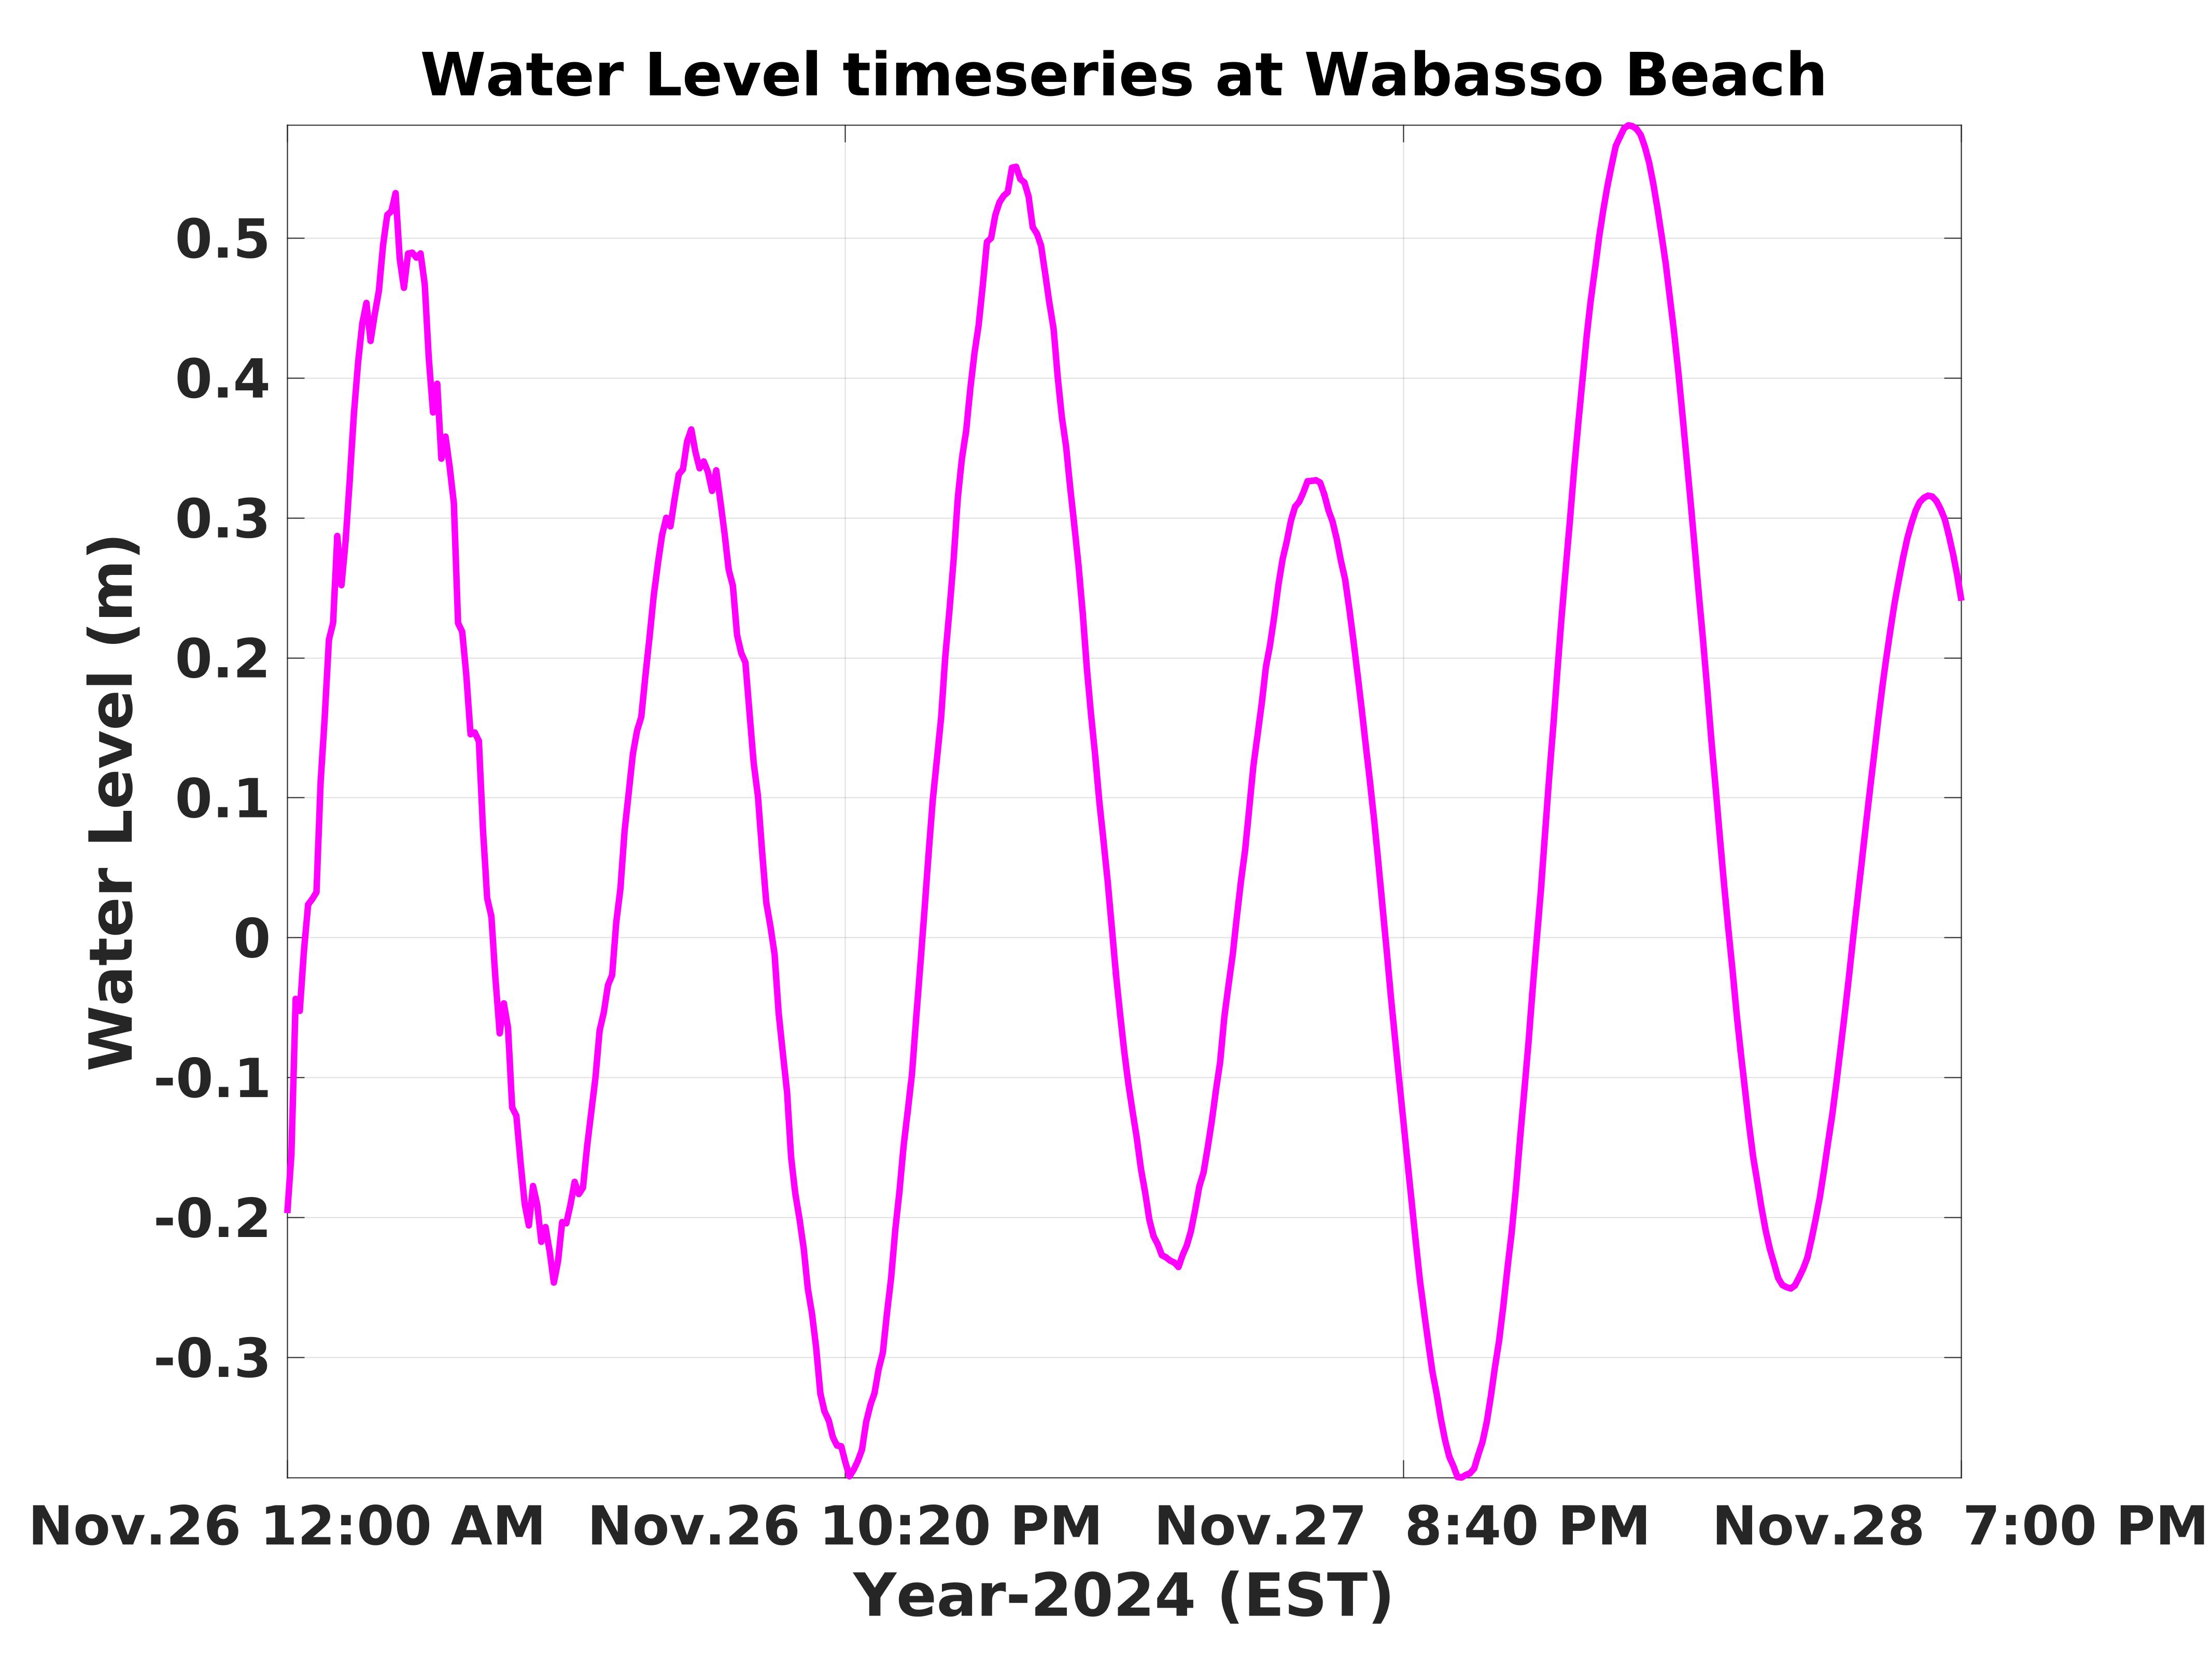 Water Level timeseries at Wabasso Beach
Water Level (m)
0.5
0.4
0.3
0.2
0.1
0
-0.1
-0.2
-0.3
Nov.26 12:00 AM Nov.26 10:20 PM Nov.27 8:40 PM Nov.28 7:00 PM
Year-2024 (EST)